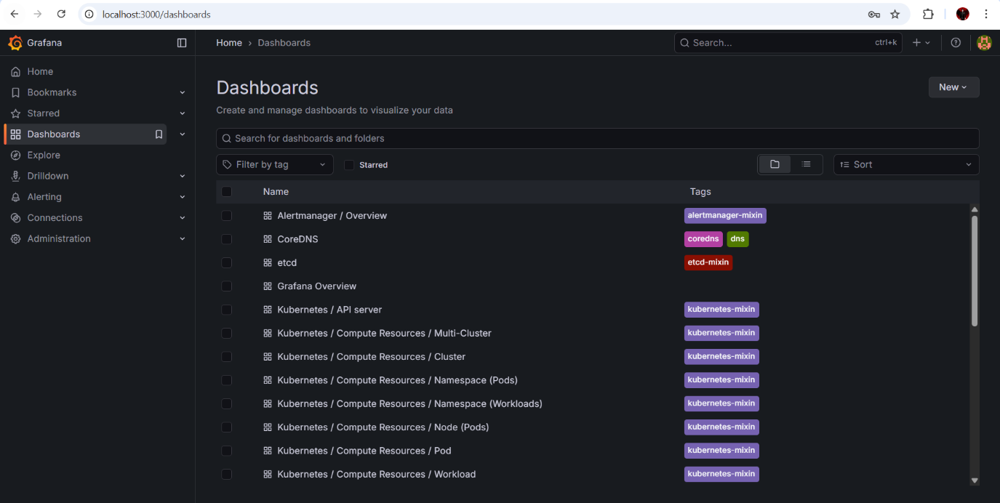 localhost:3000/dashboards
Grafana
Home › Dashboards
Search...
ctrl+k
Home
Bookmarks
Starred
Dashboards
Explore
Drilldown
Alerting
Connections
Administration
Dashboards
New
Create and manage dashboards to visualize your data
Search for dashboards and folders
Filter by tag
Starred
Sort
Name Tags
Alertmanager / Overview alertmanager-mixin
CoreDNS coredns dns
etcd etcd-mixin
Grafana Overview
Kubernetes / API server kubernetes-mixin
Kubernetes / Compute Resources / Multi-Cluster kubernetes-mixin
Kubernetes / Compute Resources / Cluster kubernetes-mixin
Kubernetes / Compute Resources / Namespace (Pods) kubernetes-mixin
Kubernetes / Compute Resources / Namespace (Workloads) kubernetes-mixin
Kubernetes / Compute Resources / Node (Pods) kubernetes-mixin
Kubernetes / Compute Resources / Pod kubernetes-mixin
Kubernetes / Compute Resources / Workload kubernetes-mixin